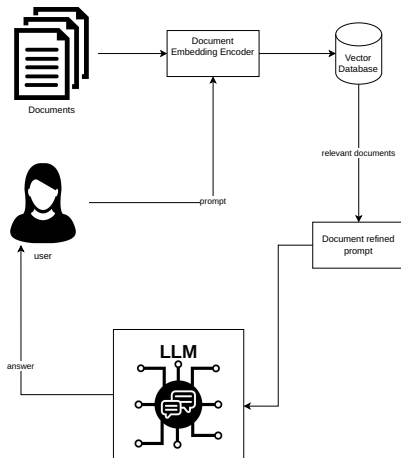 Document
Embedding Encoder
Vector
Database
Documents
relevant documents
prompt
Document refined
prompt
user
LLM
answer